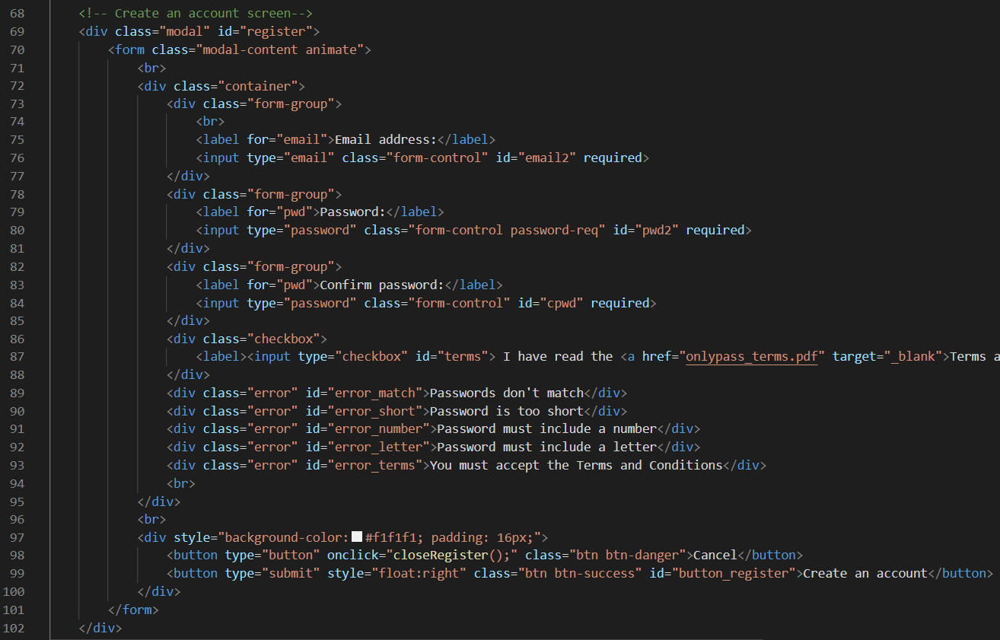 68 <!-- Create an account screen-->
69 <div class="modal" id="register">
70 <form class="modal-content animate">
71 <br>
72 <div class="container">
73 <div class="form-group">
74 <br>
75 <label for="email">Email address:</label>
76 <input type="email" class="form-control" id="email2" required>
77 </div>
78 <div class="form-group">
79 <label for="pwd">Password:</label>
80 <input type="password" class="form-control password-req" id="pwd2" required>
81 </div>
82 <div class="form-group">
83 <label for="pwd">Confirm password:</label>
84 <input type="password" class="form-control" id="cpwd" required>
85 </div>
86 <div class="checkbox">
87 <label><input type="checkbox" id="terms"> I have read the <a href="onlypass_terms.pdf" target="_blank">Terms a
88 </div>
89 <div class="error" id="error_match">Passwords don't match</div>
90 <div class="error" id="error_short">Password is too short</div>
91 <div class="error" id="error_number">Password must include a number</div>
92 <div class="error" id="error_letter">Password must include a letter</div>
93 <div class="error" id="error_terms">You must accept the Terms and Conditions</div>
94 <br>
95 </div>
96 <br>
97 <div style="background-color: #f1f1f1; padding: 16px;">
98 <button type="button" onclick="closeRegister();" class="btn btn-danger">Cancel</button>
99 <button type="submit" style="float:right" class="btn btn-success" id="button_register">Create an account</button>
100 </div>
101 </form>
102 </div>